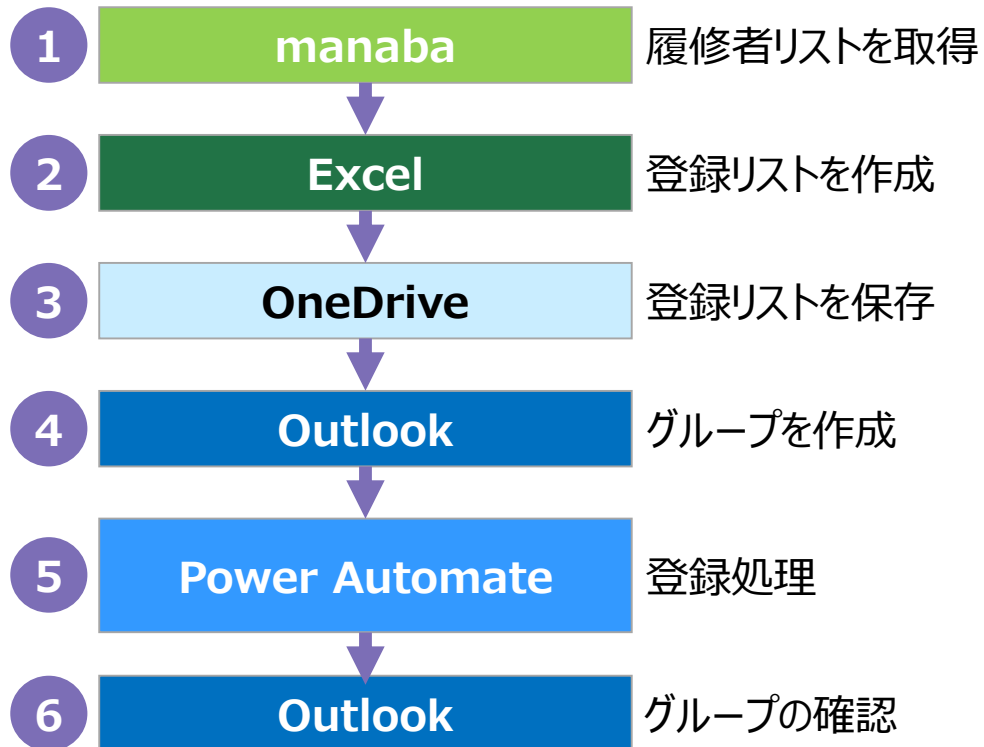 1 manaba 履修者リストを取得
2 Excel 登録リストを作成
3 OneDrive 登録リストを保存
4 Outlook グループを作成
5 Power Automate 登録処理
6 Outlook グループの確認